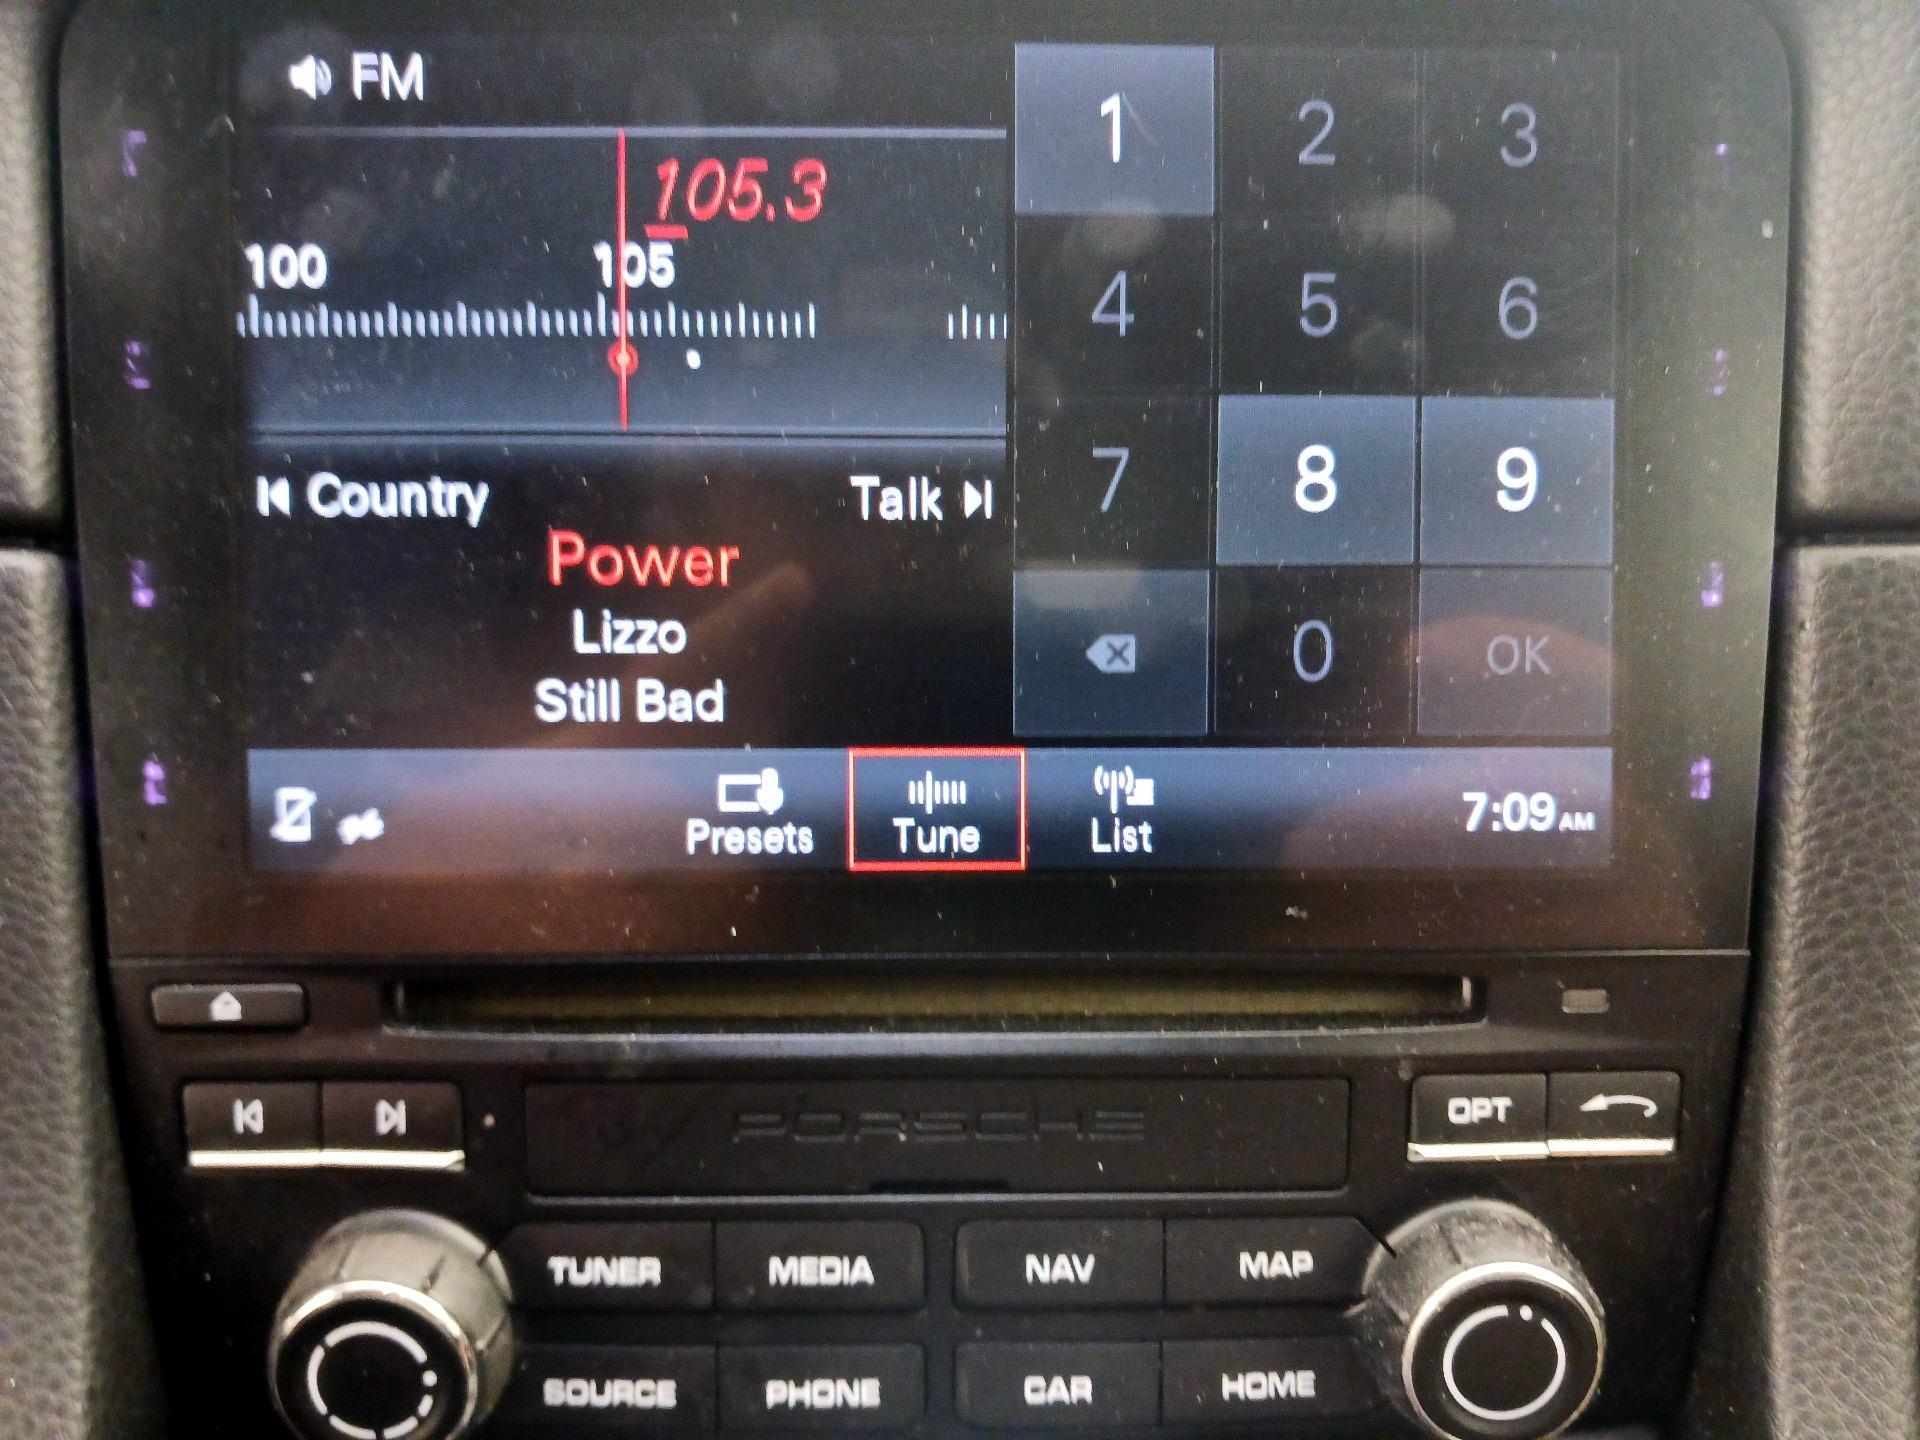 FM
105.3
100 105
Country Talk
Power
Lizzo
Still Bad
1 2 3
4 5 6
7 8 9
0 OK
Presets Tune List 7:09 AM
OPT
PORSCHE
TUNER MEDIA NAV MAP
SOURCE PHONE CAR HOME